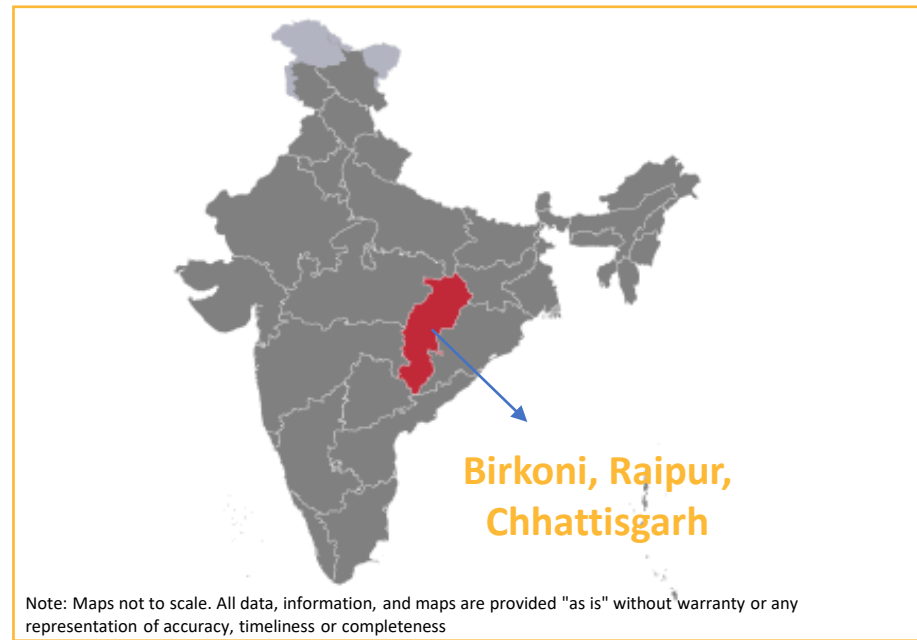 Birkoni, Raipur,
Chhattisgarh
Note: Maps not to scale. All data, information, and maps are provided "as is" without warranty or any
representation of accuracy, timeliness or completeness